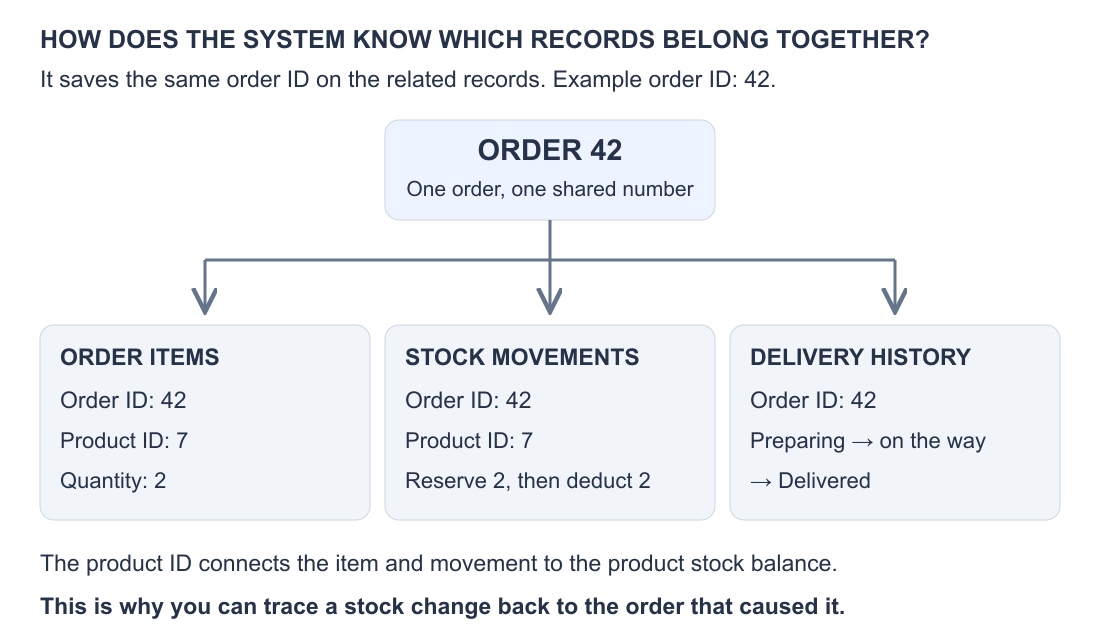 HOW DOES THE SYSTEM KNOW WHICH RECORDS BELONG TOGETHER?
It saves the same order ID on the related records. Example order ID: 42.
ORDER 42
One order, one shared number
ORDER ITEMS
Order ID: 42
Product ID: 7
Quantity: 2
STOCK MOVEMENTS
Order ID: 42
Product ID: 7
Reserve 2, then deduct 2
DELIVERY HISTORY
Order ID: 42
Preparing → on the way
→ Delivered
The product ID connects the item and movement to the product stock balance.
This is why you can trace a stock change back to the order that caused it.